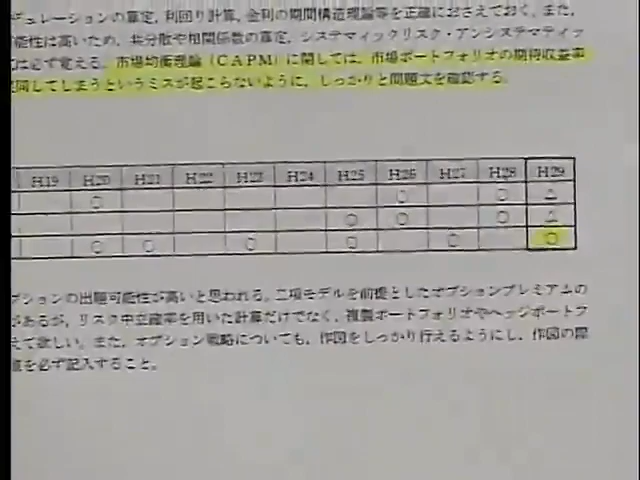 デュレーションの算定, 利回り計算, 金利の期間構造理論等を正確におさえておく。また,
可能性は高いため, 共分散や相関係数の算定, システマティックリスク・アンシステマティッ
は必ず覚える。市場均衡理論（CAPM）に関しては, 市場ポートフォリオの期待収益率
同してしまうというミスが起こらないように, しっかりと問題文を確認する。
H19 H20 H21 H22 H23 H24 H25 H26 H27 H28 H29
○ ○ ○ △
○ ○ ○ △
○ ○ ○ ○ ○ ○
プションの出題可能性が高いと思われる。二項モデルを前提としたオプションプレミアムの
があるが, リスク中立確率を用いた計算だけでなく, 複製ポートフォリオやヘッジポートフ
えて欲しい。また, オプション戦略についても, 作図をしっかり行えるようにし, 作図の際
を必ず記入すること。